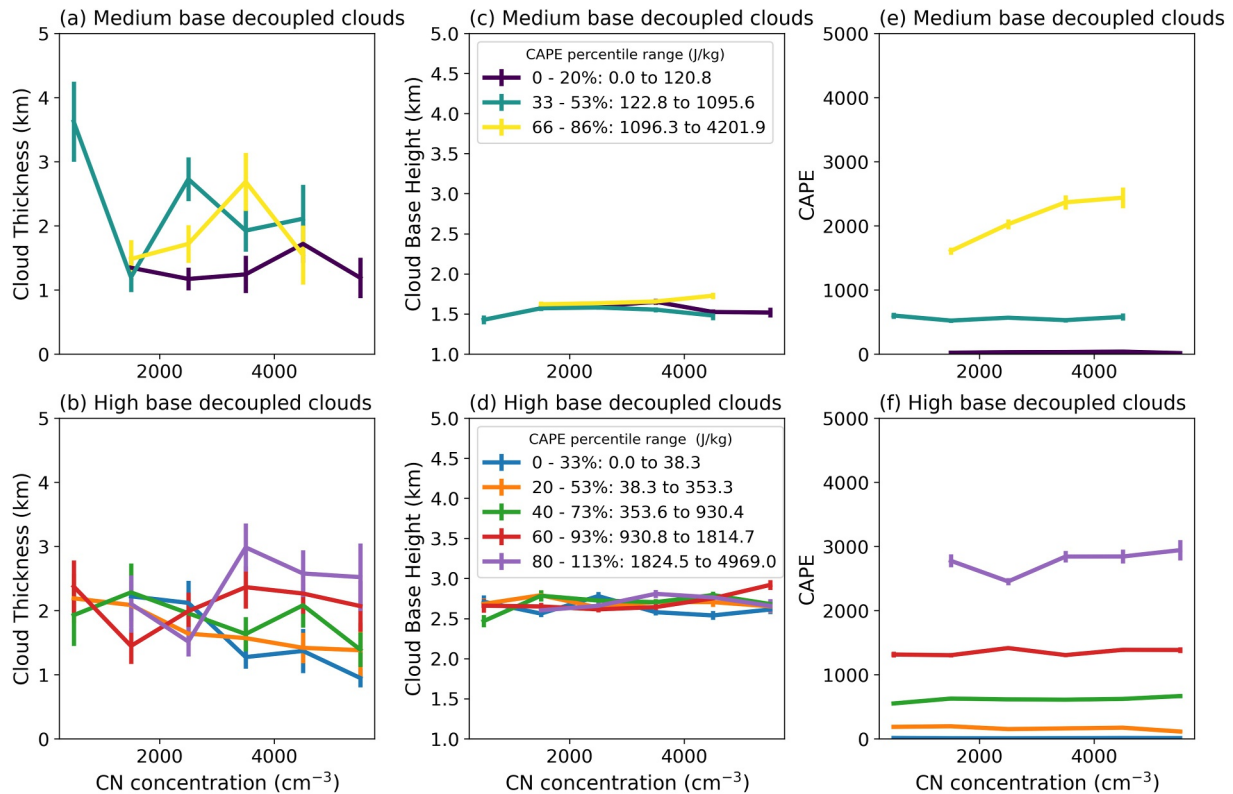 (a) Medium base decoupled clouds
5
4
3
2
1
0
2000
4000
Cloud Thickness (km)
(c) Medium base decoupled clouds
5.0
4.5
4.0
3.5
3.0
2.5
2.0
1.5
1.0
2000
4000
Cloud Base Height (km)
CAPE percentile range (J/kg)
0 - 20%: 0.0 to 120.8
33 - 53%: 122.8 to 1095.6
66 - 86%: 1096.3 to 4201.9
(e) Medium base decoupled clouds
5000
4000
3000
2000
1000
0
2000
4000
CAPE
(b) High base decoupled clouds
5
4
3
2
1
0
2000
4000
Cloud Thickness (km)
CN concentration (cm⁻³)
(d) High base decoupled clouds
5.0
4.5
4.0
3.5
3.0
2.5
2.0
1.5
1.0
2000
4000
Cloud Base Height (km)
CAPE percentile range (J/kg)
0 - 33%: 0.0 to 38.3
20 - 53%: 38.3 to 353.3
40 - 73%: 353.6 to 930.4
60 - 93%: 930.8 to 1814.7
80 - 113%: 1824.5 to 4969.0
CN concentration (cm⁻³)
(f) High base decoupled clouds
5000
4000
3000
2000
1000
0
2000
4000
CAPE
CN concentration (cm⁻³)